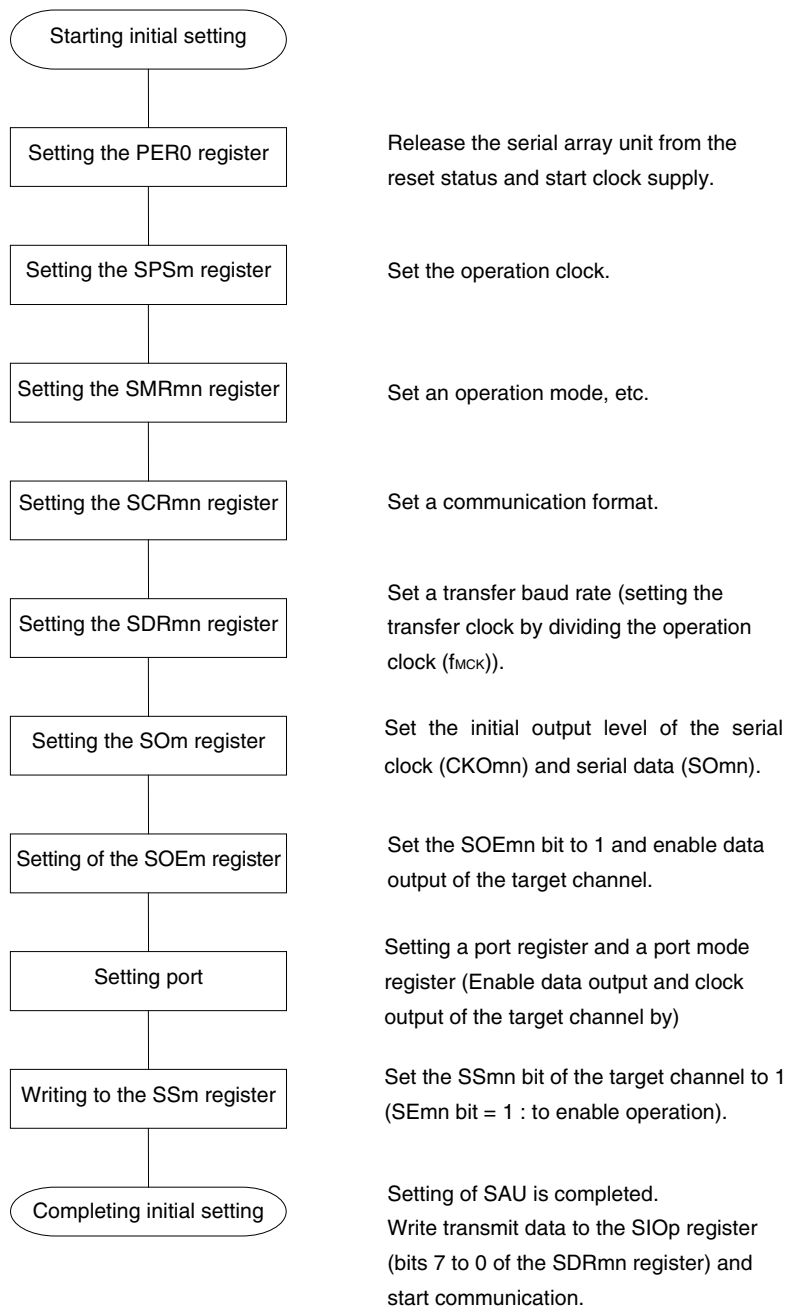 Starting initial setting
Setting the PER0 register
Release the serial array unit from the
reset status and start clock supply.
Setting the SPSm register
Set the operation clock.
Setting the SMRmn register
Set an operation mode, etc.
Setting the SCRmn register
Set a communication format.
Setting the SDRmn register
Set a transfer baud rate (setting the
transfer clock by dividing the operation
clock (fMCK)).
Setting the SOm register
Set the initial output level of the serial
clock (CKOmn) and serial data (SOmn).
Setting of the SOEm register
Set the SOEmn bit to 1 and enable data
output of the target channel.
Setting port
Setting a port register and a port mode
register (Enable data output and clock
output of the target channel by)
Writing to the SSm register
Set the SSmn bit of the target channel to 1
(SEmn bit = 1 : to enable operation).
Completing initial setting
Setting of SAU is completed.
Write transmit data to the SIOp register
(bits 7 to 0 of the SDRmn register) and
start communication.